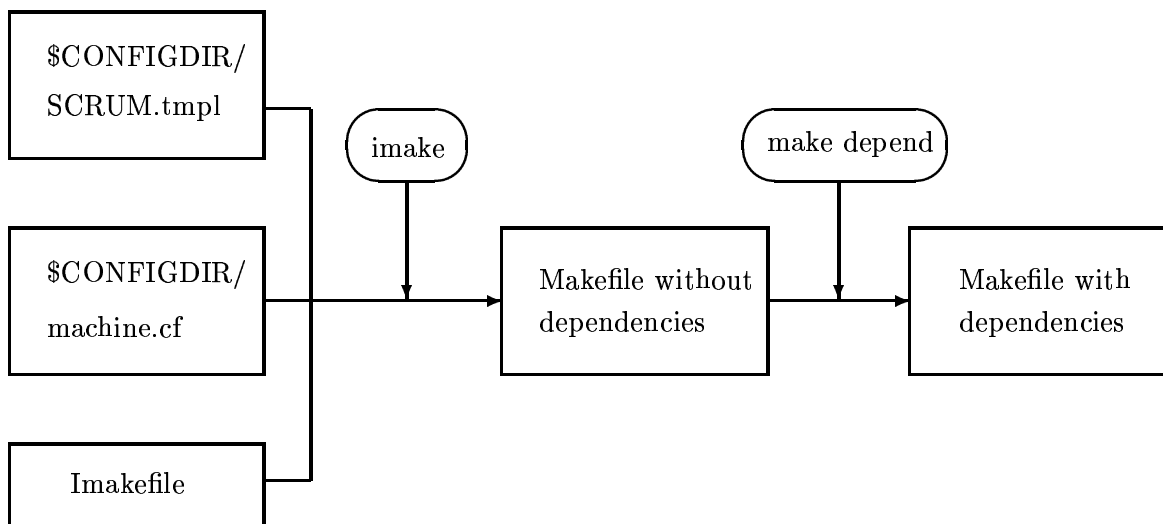 $CONFIGDIR/
SCRUM.tmpl
imake
make depend
$CONFIGDIR/
machine.cf
Makefile without
dependencies
Makefile with
dependencies
Imakefile